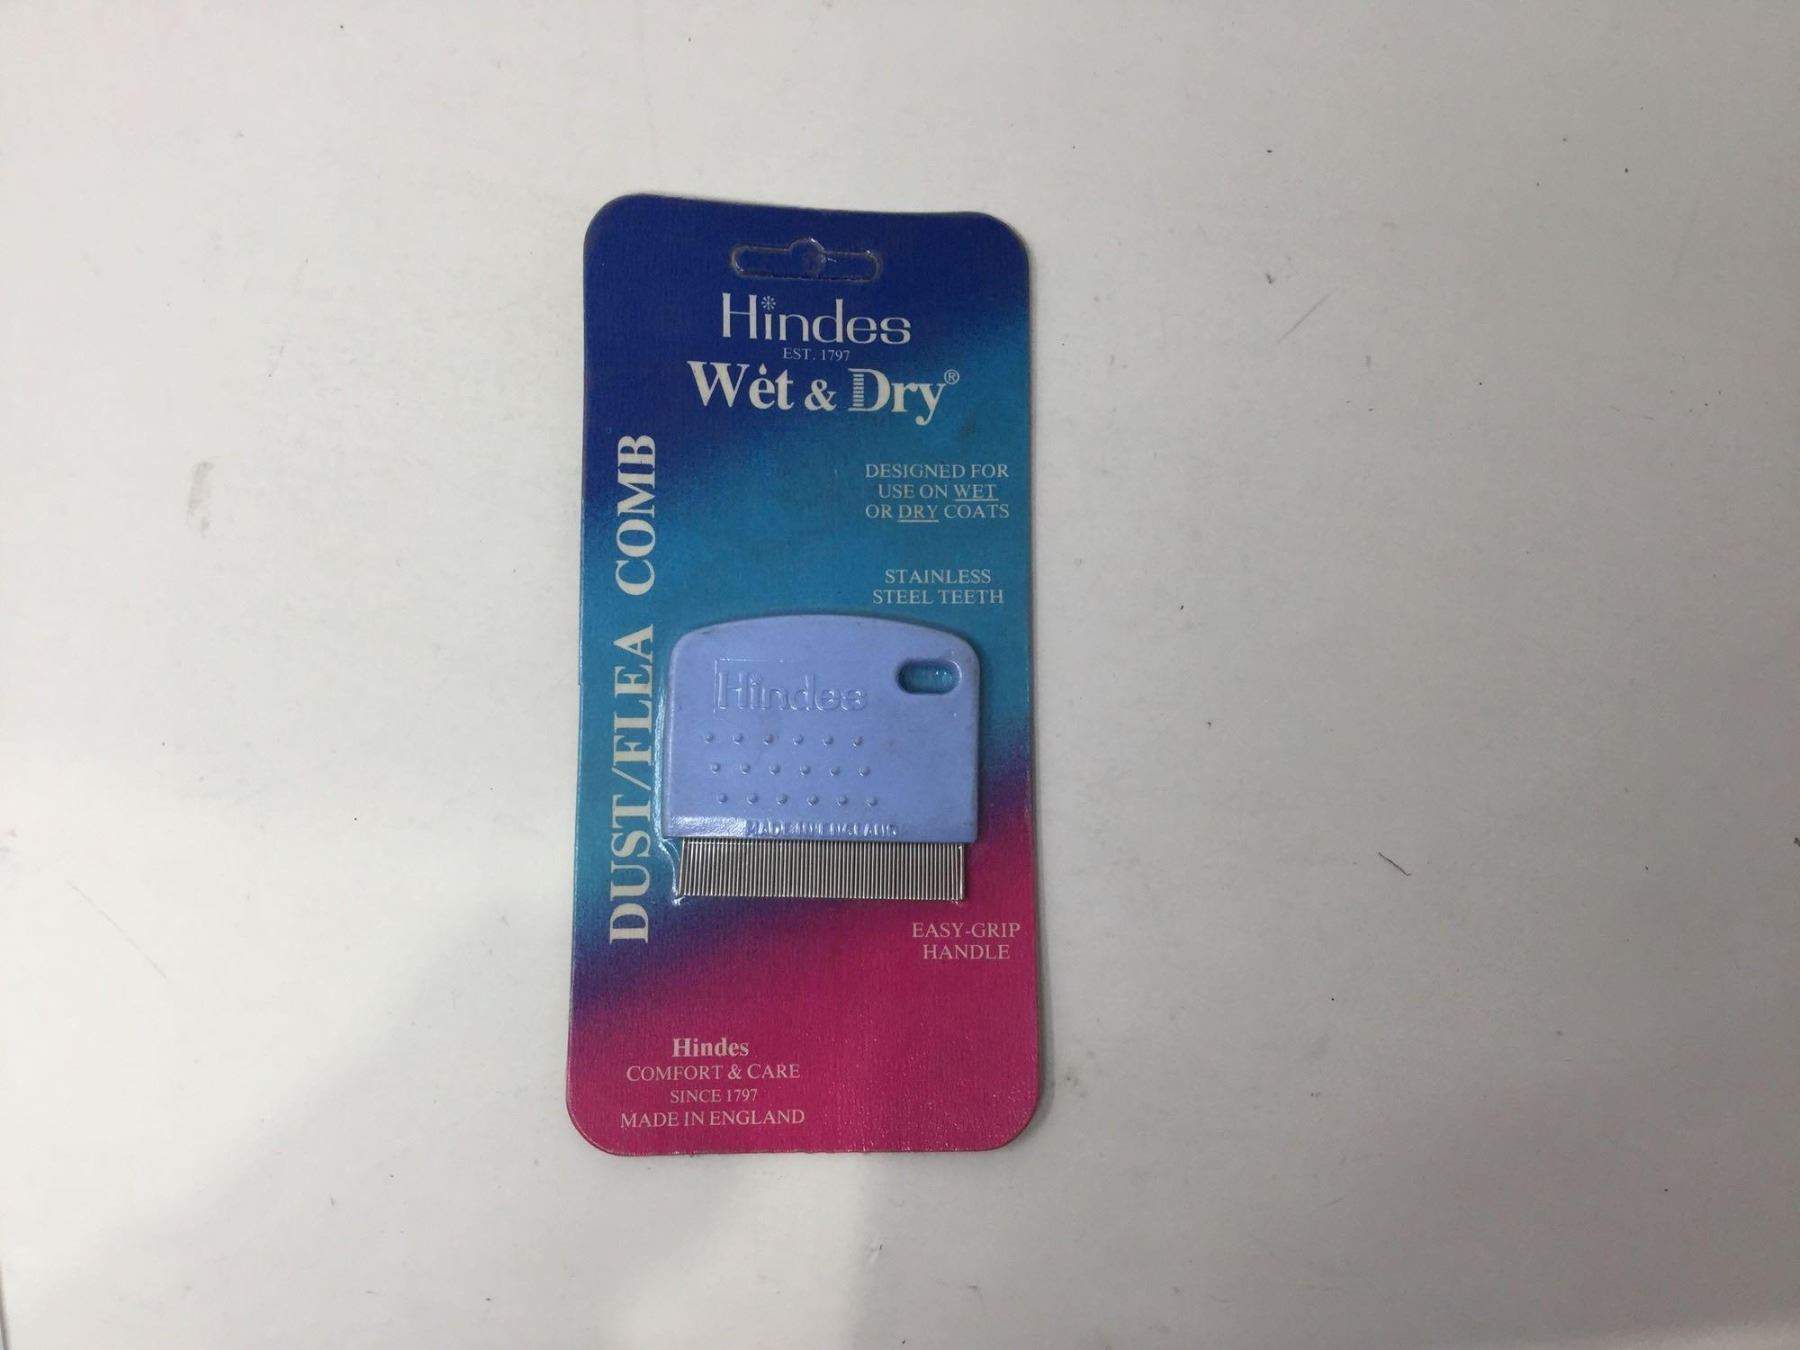 Hindes
EST. 1797
Wet & Dry®
DUST/FLEA COMB
DESIGNED FOR
USE ON WET
OR DRY COATS
STAINLESS
STEEL TEETH
Hindes
MADE IN ENGLAND
EASY-GRIP
HANDLE
Hindes
COMFORT & CARE
SINCE 1797
MADE IN ENGLAND